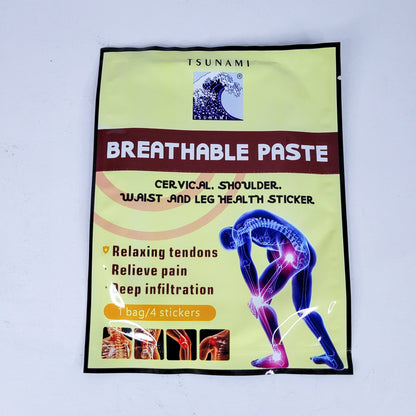 TSUNAMI
®
TSUNAMI
BREATHABLE PASTE
CERVICAL, SHOULDER,
WAIST AND LEG HEALTH STICKER
Relaxing tendons
Relieve pain
Deep infiltration
1 bag/4 stickers